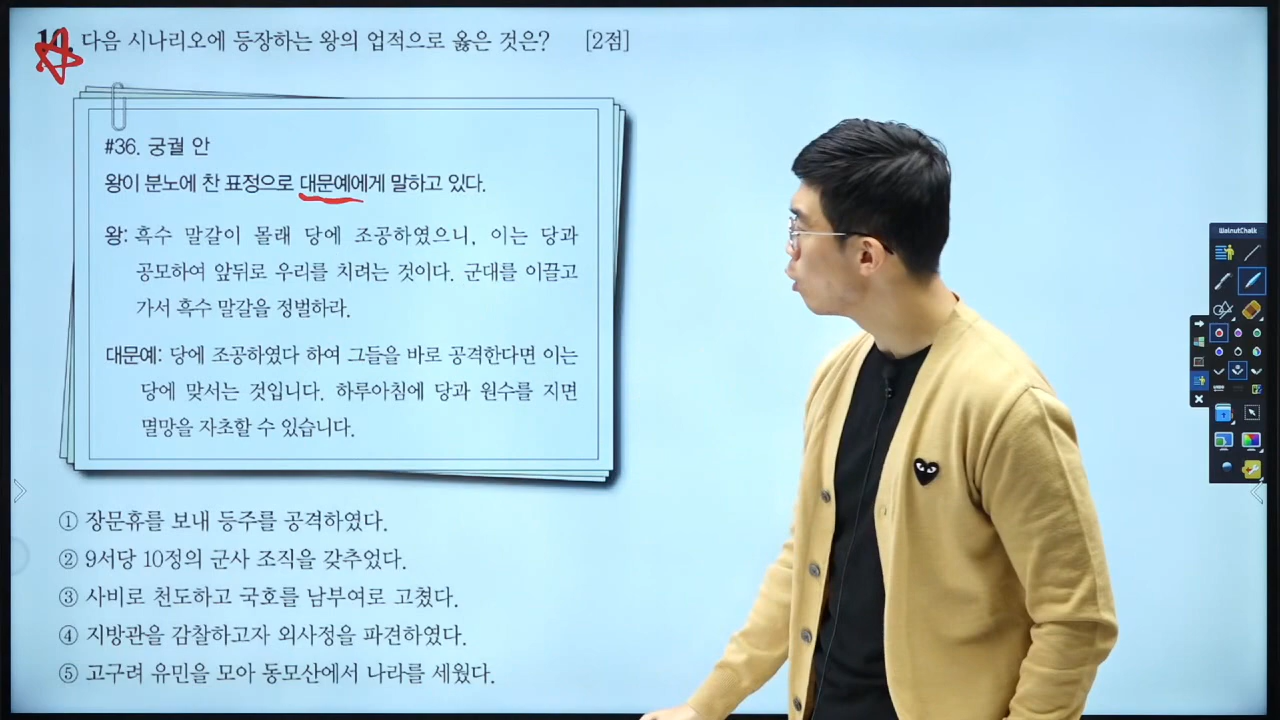 10. 다음 시나리오에 등장하는 왕의 업적으로 옳은 것은? [2점]
#36. 궁궐 안
왕이 분노에 찬 표정으로 대문예에게 말하고 있다.
왕: 흑수 말갈이 몰래 당에 조공하였으니, 이는 당과
공모하여 앞뒤로 우리를 치려는 것이다. 군대를 이끌고
가서 흑수 말갈을 정벌하라.
대문예: 당에 조공하였다 하여 그들을 바로 공격한다면 이는
당에 맞서는 것입니다. 하루아침에 당과 원수를 지면
멸망을 자초할 수 있습니다.
① 장문휴를 보내 등주를 공격하였다.
② 9서당 10정의 군사 조직을 갖추었다.
③ 사비로 천도하고 국호를 남부여로 고쳤다.
④ 지방관을 감찰하고자 외사정을 파견하였다.
⑤ 고구려 유민을 모아 동모산에서 나라를 세웠다.
WalnutChalk